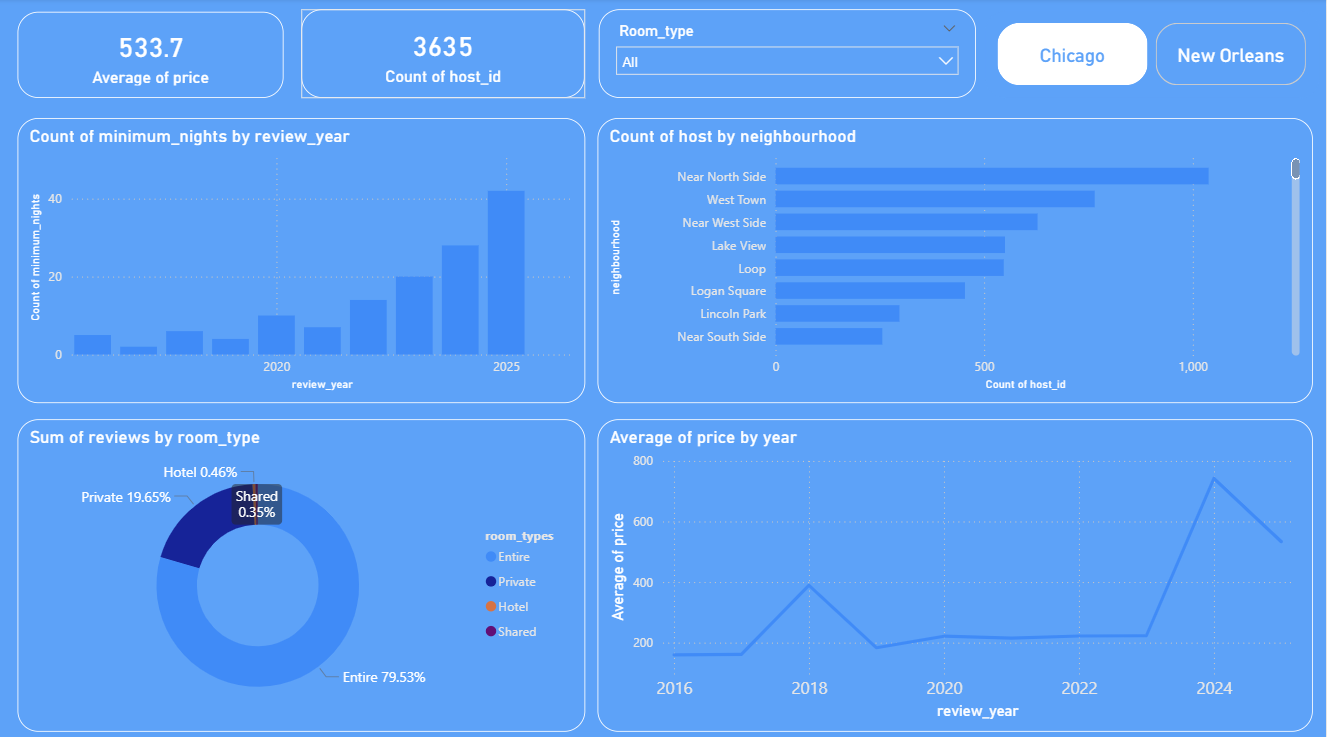 533.7
Average of price
3635
Count of host_id
Room_type
All
Chicago
New Orleans
Count of minimum_nights by review_year
Count of minimum_nights
40
20
0
2020
2025
review_year
Count of host by neighbourhood
neighbourhood
Near North Side
West Town
Near West Side
Lake View
Loop
Logan Square
Lincoln Park
Near South Side
0
500
1,000
Count of host_id
Sum of reviews by room_type
Hotel 0.46%
Private 19.65%
Shared
0.35%
Entire 79.53%
room_types
Entire
Private
Hotel
Shared
Average of price by year
Average of price
800
600
400
200
2016
2018
2020
2022
2024
review_year